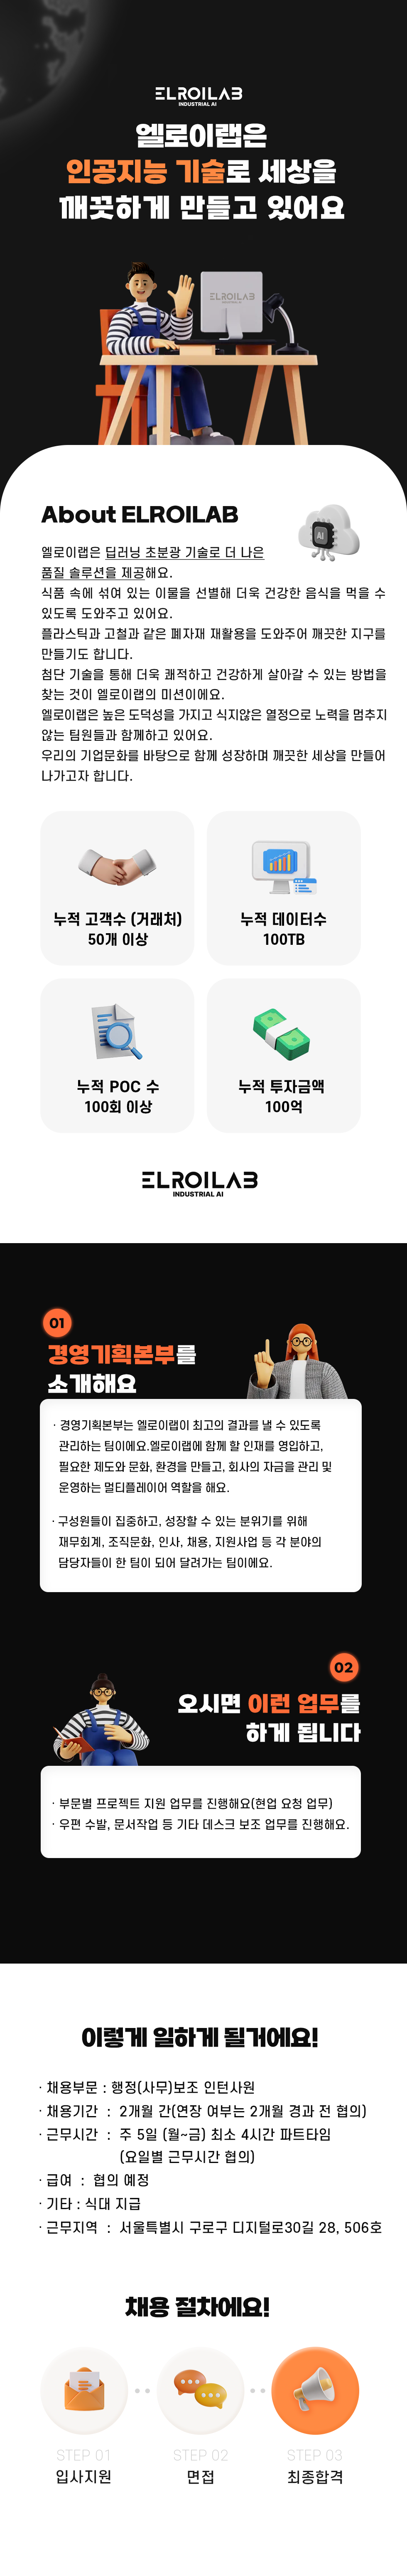 ELROILAB
INDUSTRIAL AI
엘로이랩은
인공지능 기술로 세상을
깨끗하게 만들고 있어요
ELROILAB
INDUSTRIAL AI
About ELROILAB
AI
엘로이랩은 딥러닝 초분광 기술로 더 나은
품질 솔루션을 제공해요.
식품 속에 섞여 있는 이물을 선별해 더욱 건강한 음식을 먹을 수
있도록 도와주고 있어요.
플라스틱과 고철과 같은 폐자재 재활용을 도와주어 깨끗한 지구를
만들기도 합니다.
첨단 기술을 통해 더욱 쾌적하고 건강하게 살아갈 수 있는 방법을
찾는 것이 엘로이랩의 미션이에요.
엘로이랩은 높은 도덕성을 가지고 식지않은 열정으로 노력을 멈추지
않는 팀원들과 함께하고 있어요.
우리의 기업문화를 바탕으로 함께 성장하며 깨끗한 세상을 만들어
나가고자 합니다.
누적 고객수 (거래처)
50개 이상
누적 데이터수
100TB
누적 POC 수
100회 이상
누적 투자금액
100억
ELROILAB
INDUSTRIAL AI
01
경영기획본부를
소개해요
· 경영기획본부는 엘로이랩이 최고의 결과를 낼 수 있도록
관리하는 팀이에요.엘로이랩에 함께 할 인재를 영입하고,
필요한 제도와 문화, 환경을 만들고, 회사의 자금을 관리 및
운영하는 멀티플레이어 역할을 해요.
· 구성원들이 집중하고, 성장할 수 있는 분위기를 위해
재무회계, 조직문화, 인사, 채용, 지원사업 등 각 분야의
담당자들이 한 팀이 되어 달려가는 팀이에요.
02
오시면 이런 업무를
하게 됩니다
· 부문별 프로젝트 지원 업무를 진행해요(현업 요청 업무)
· 우편 수발, 문서작업 등 기타 데스크 보조 업무를 진행해요.
이렇게 일하게 될거에요!
· 채용부문 : 행정(사무)보조 인턴사원
· 채용기간 : 2개월 간(연장 여부는 2개월 경과 전 협의)
· 근무시간 : 주 5일 (월~금) 최소 4시간 파트타임
(요일별 근무시간 협의)
· 급여 : 협의 예정
· 기타 : 식대 지급
· 근무지역 : 서울특별시 구로구 디지털로30길 28, 506호
채용 절차에요!
STEP 01
입사지원
STEP 02
면접
STEP 03
최종합격